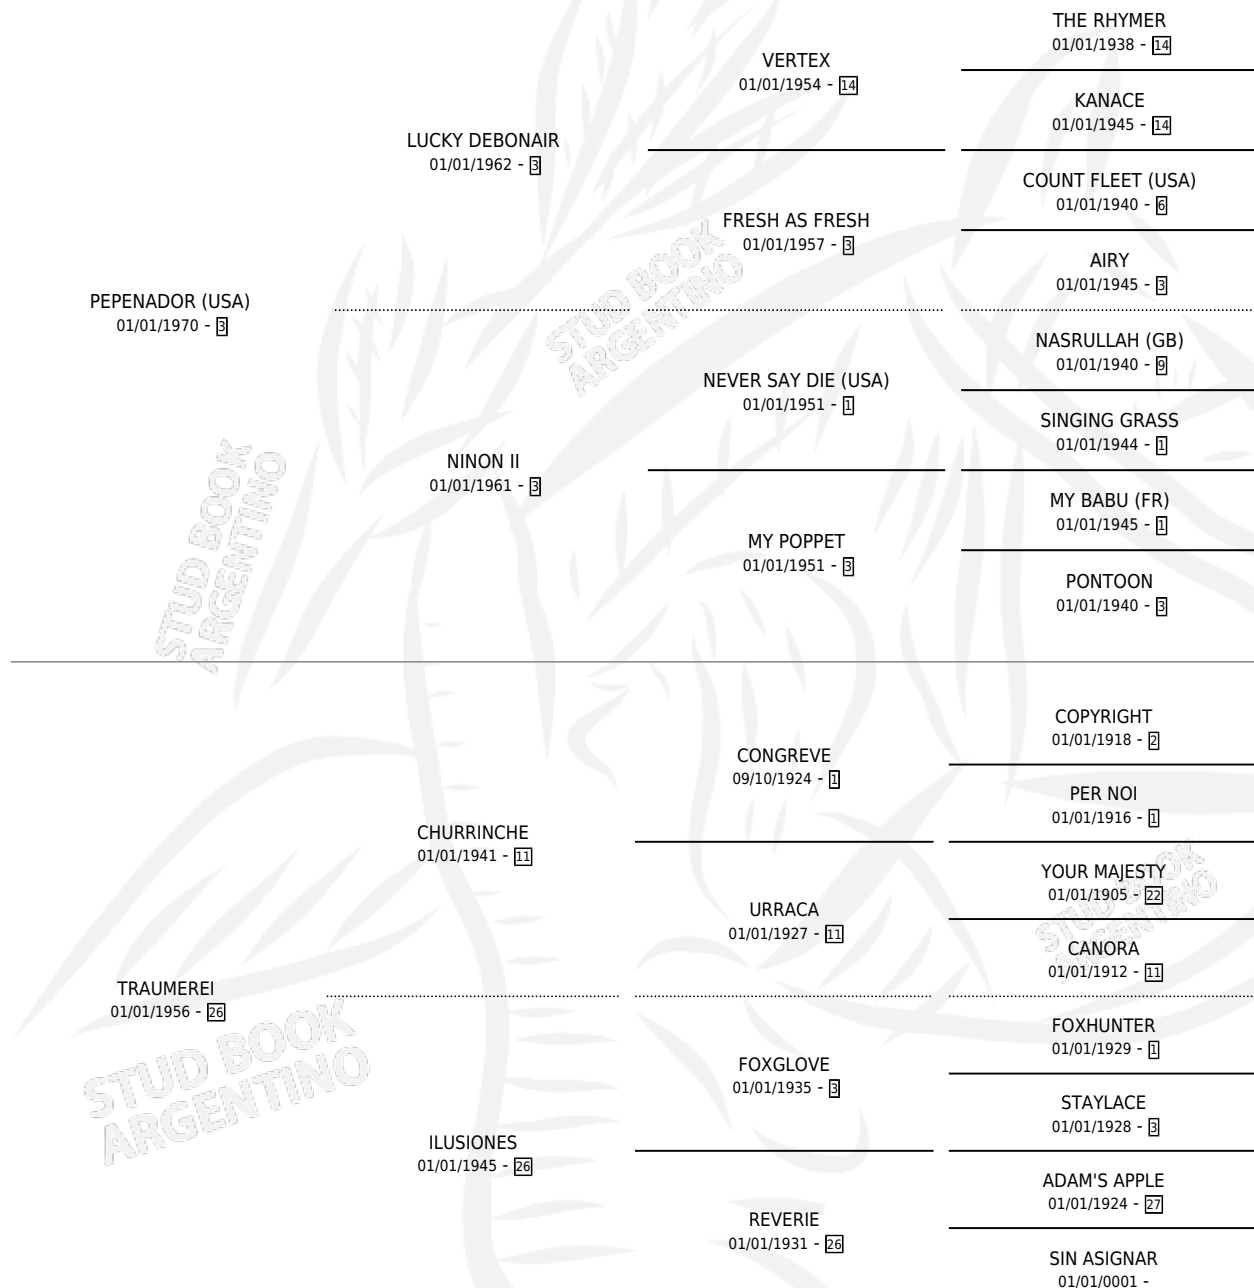 THE RHYMER
01/01/1938 - 14
VERTEX
01/01/1954 - 14
KANACE
01/01/1945 - 14
LUCKY DEBONAIR
01/01/1962 - 3
COUNT FLEET (USA)
01/01/1940 - 6
FRESH AS FRESH
01/01/1957 - 3
AIRY
01/01/1945 - 3
PEPENADOR (USA)
01/01/1970 - 3
NASRULLAH (GB)
01/01/1940 - 9
NEVER SAY DIE (USA)
01/01/1951 - 1
SINGING GRASS
01/01/1944 - 1
NINON II
01/01/1961 - 3
MY BABU (FR)
01/01/1945 - 1
MY POPPET
01/01/1951 - 3
PONTOON
01/01/1940 - 3
COPYRIGHT
01/01/1918 - 2
CONGREVE
09/10/1924 - 1
PER NOI
01/01/1916 - 1
CHURRINCHE
01/01/1941 - 11
YOUR MAJESTY
01/01/1905 - 22
URRACA
01/01/1927 - 11
CANORA
01/01/1912 - 11
TRAUMEREI
01/01/1956 - 26
FOXHUNTER
01/01/1929 - 1
FOXGLOVE
01/01/1935 - 3
STAYLACE
01/01/1928 - 3
ILUSIONES
01/01/1945 - 26
ADAM'S APPLE
01/01/1924 - 27
REVERIE
01/01/1931 - 26
SIN ASIGNAR
01/01/0001 -
STUD BOOK
ARGENTINO
STUD BOOK
ARGENTINO
STUD BOOK
ARGENTINO
STUD BOOK
ARGENTINO